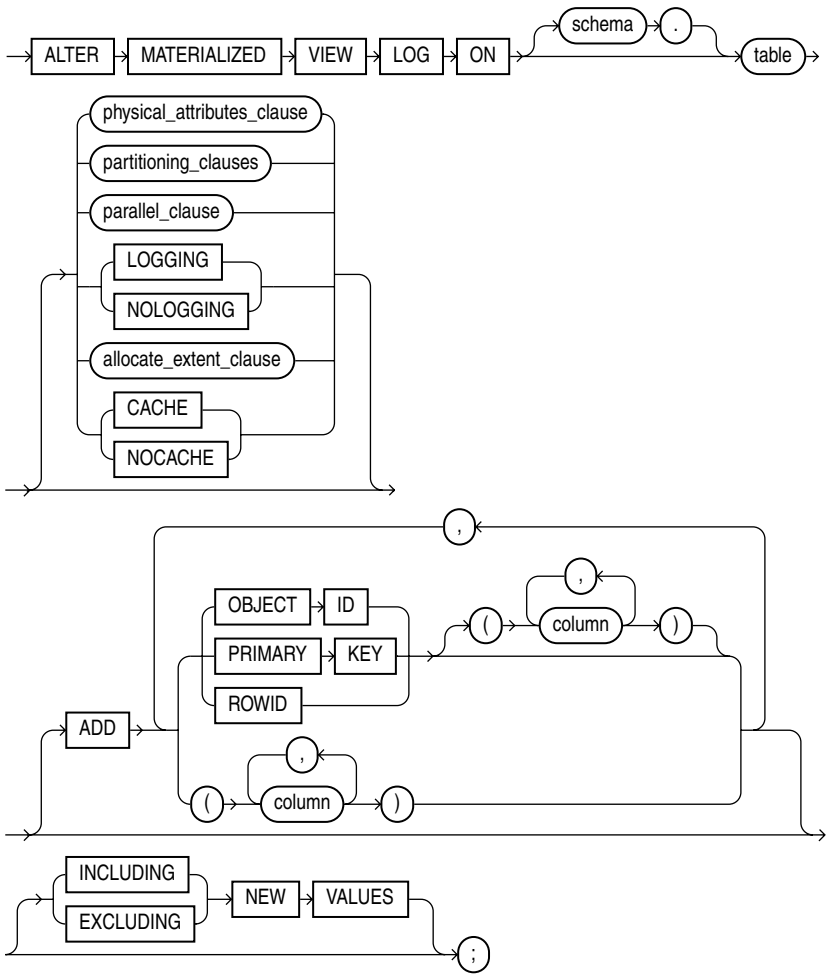 schema .
ALTER MATERIALIZED VIEW LOG ON table
physical_attributes_clause
partitioning_clauses
parallel_clause
LOGGING
NOLOGGING
allocate_extent_clause
CACHE
NOCACHE
,
,
OBJECT ID
( column )
PRIMARY KEY
ROWID
ADD
,
( column )
INCLUDING
NEW VALUES
EXCLUDING
;